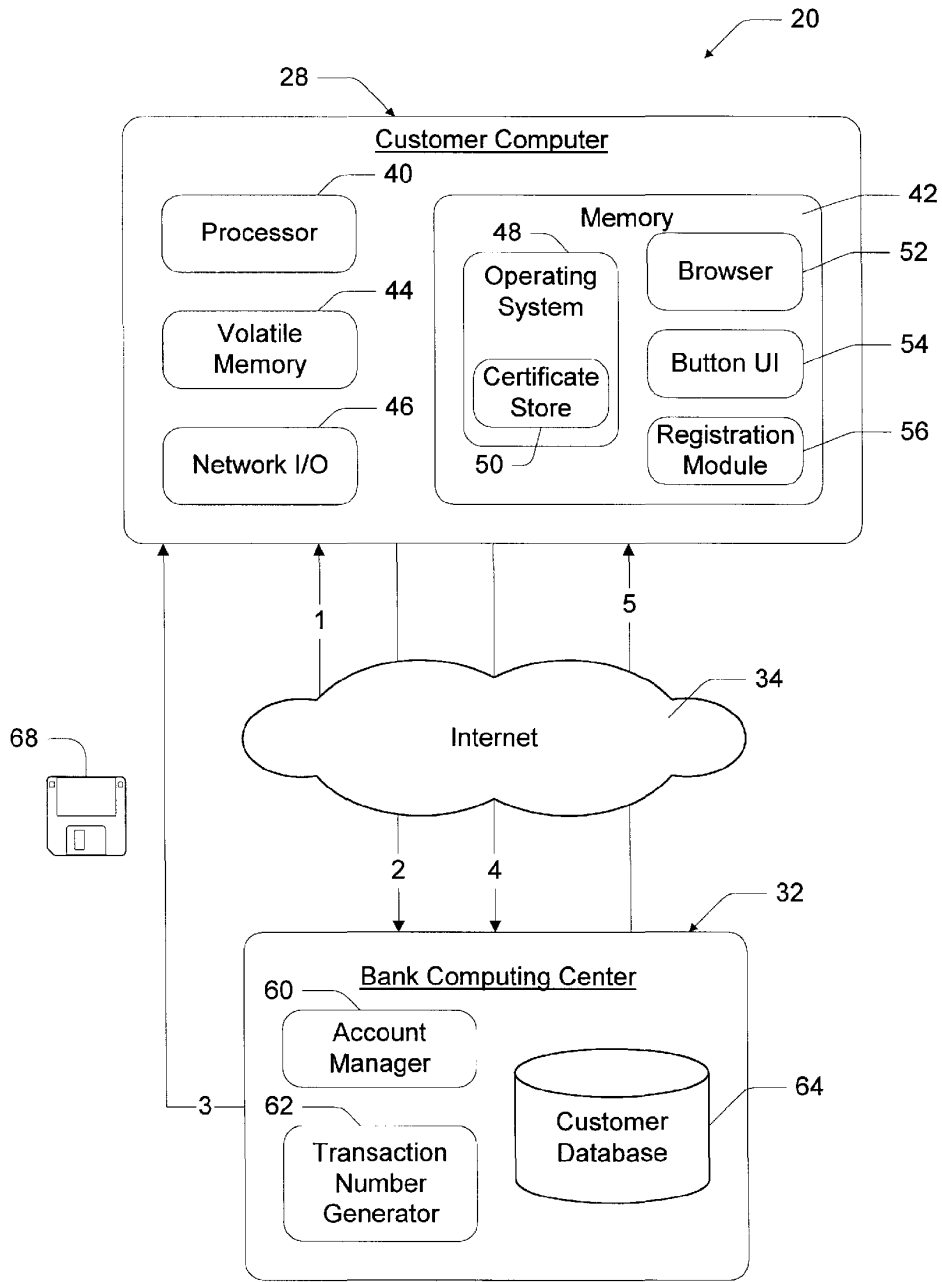 20
28
Customer Computer
40
Processor
44
Volatile
Memory
46
Network I/O
42
Memory
48
Operating
System
Certificate
Store
50
Browser
52
Button UI
54
Registration
Module
56
1
5
34
Internet
68
2
4
32
Bank Computing Center
60
Account
Manager
3
62
Transaction
Number
Generator
Customer
Database
64